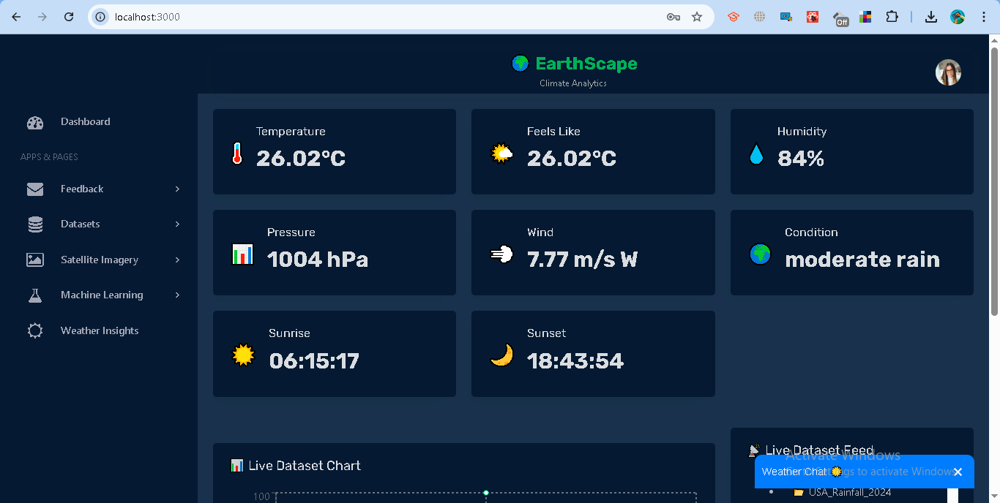 localhost:3000
Off
EarthScape
Climate Analytics
Dashboard
APPS & PAGES
Feedback
Datasets
Satellite Imagery
Machine Learning
Weather Insights
Temperature
26.02°C
Feels Like
26.02°C
Humidity
84%
Pressure
1004 hPa
Wind
7.77 m/s W
Condition
moderate rain
Sunrise
06:15:17
Sunset
18:43:54
Live Dataset Chart
100
Live Dataset Feed
Activate Windows
Weather Chat
Go to Settings to activate Windows.
USA_Rainfall_2024